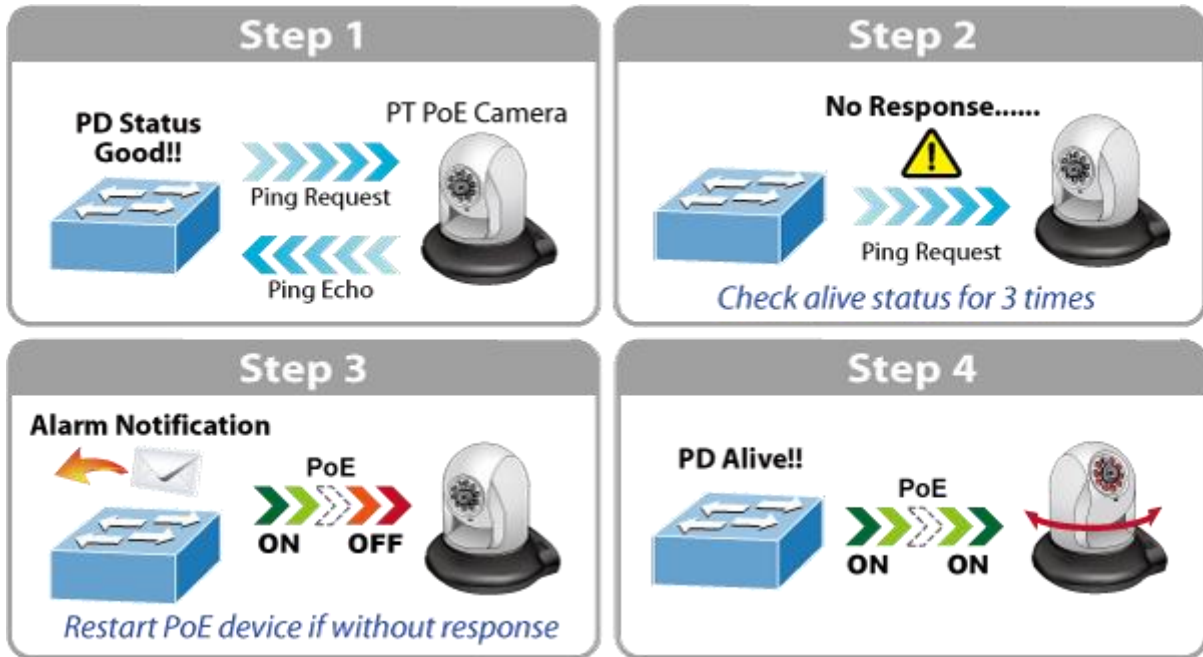 Step 1
PD Status
Good!!
PT PoE Camera
Ping Request
Ping Echo
Step 2
No Response......
Ping Request
Check alive status for 3 times
Step 3
Alarm Notification
PoE
ON OFF
Restart PoE device if without response
Step 4
PD Alive!!
PoE
ON ON